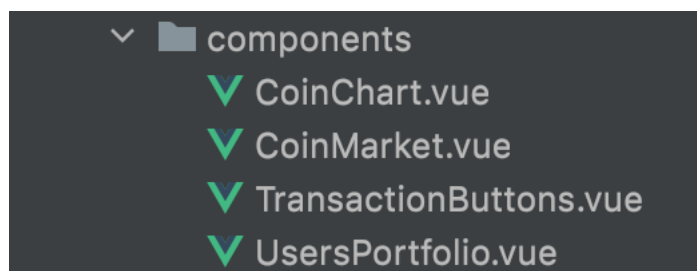 components
CoinChart.vue
CoinMarket.vue
TransactionButtons.vue
UsersPortfolio.vue